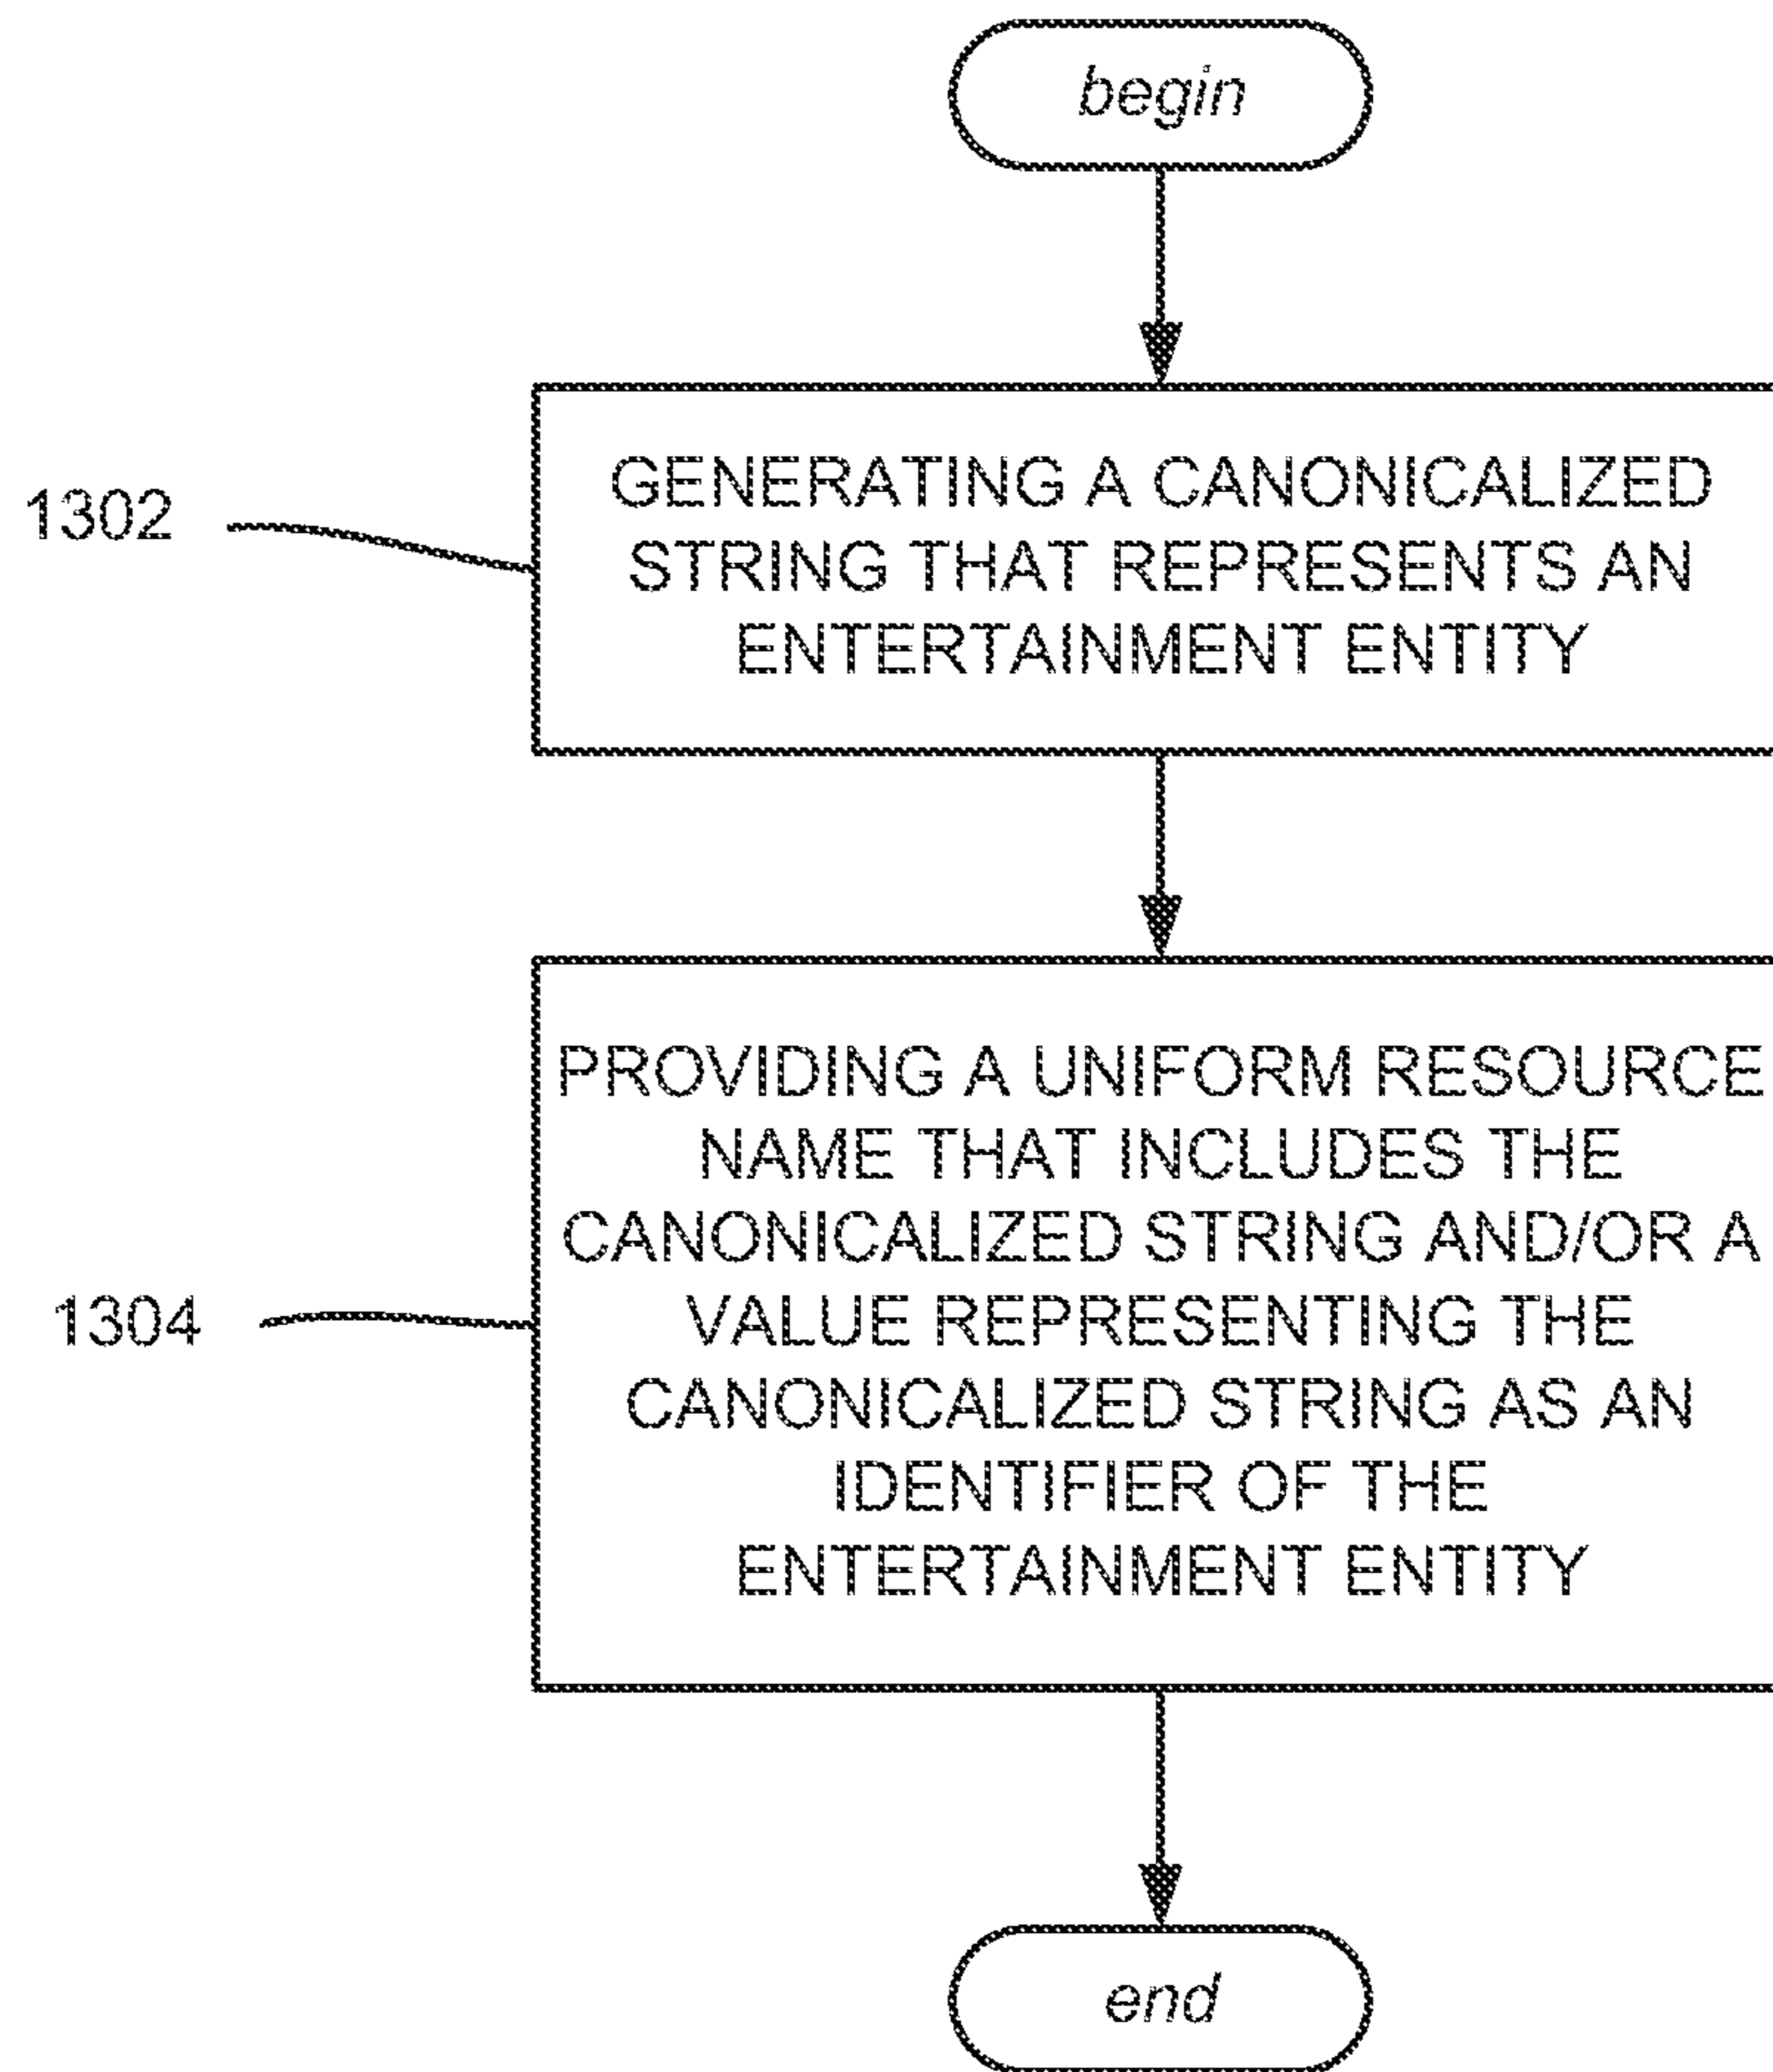 begin
1302
GENERATING A CANONICALIZED
STRING THAT REPRESENTS AN
ENTERTAINMENT ENTITY
1304
PROVIDING A UNIFORM RESOURCE
NAME THAT INCLUDES THE
CANONICALIZED STRING AND/OR A
VALUE REPRESENTING THE
CANONICALIZED STRING AS AN
IDENTIFIER OF THE
ENTERTAINMENT ENTITY
end